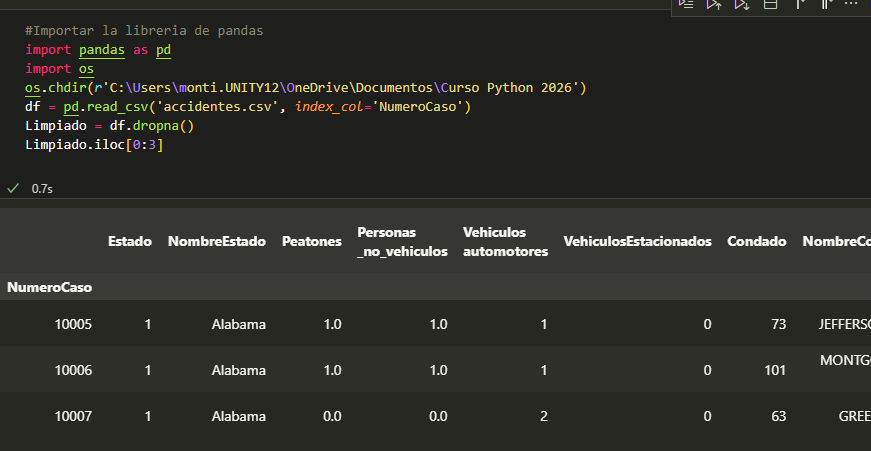 #Importar la libreria de pandas
import pandas as pd
import os
os.chdir(r'C:\Users\monti.UNITY12\OneDrive\Documentos\Curso Python 2026')
df = pd.read_csv('accidentes.csv', index_col='NumeroCaso')
Limpiado = df.dropna()
Limpiado.iloc[0:3]
0.7s
Estado NombreEstado Peatones Personas _no_vehiculos Vehiculos automotores VehiculosEstacionados Condado
NumeroCaso
10005 1 Alabama 1.0 1.0 1 0 73
10006 1 Alabama 1.0 1.0 1 0 101
10007 1 Alabama 0.0 0.0 2 0 63